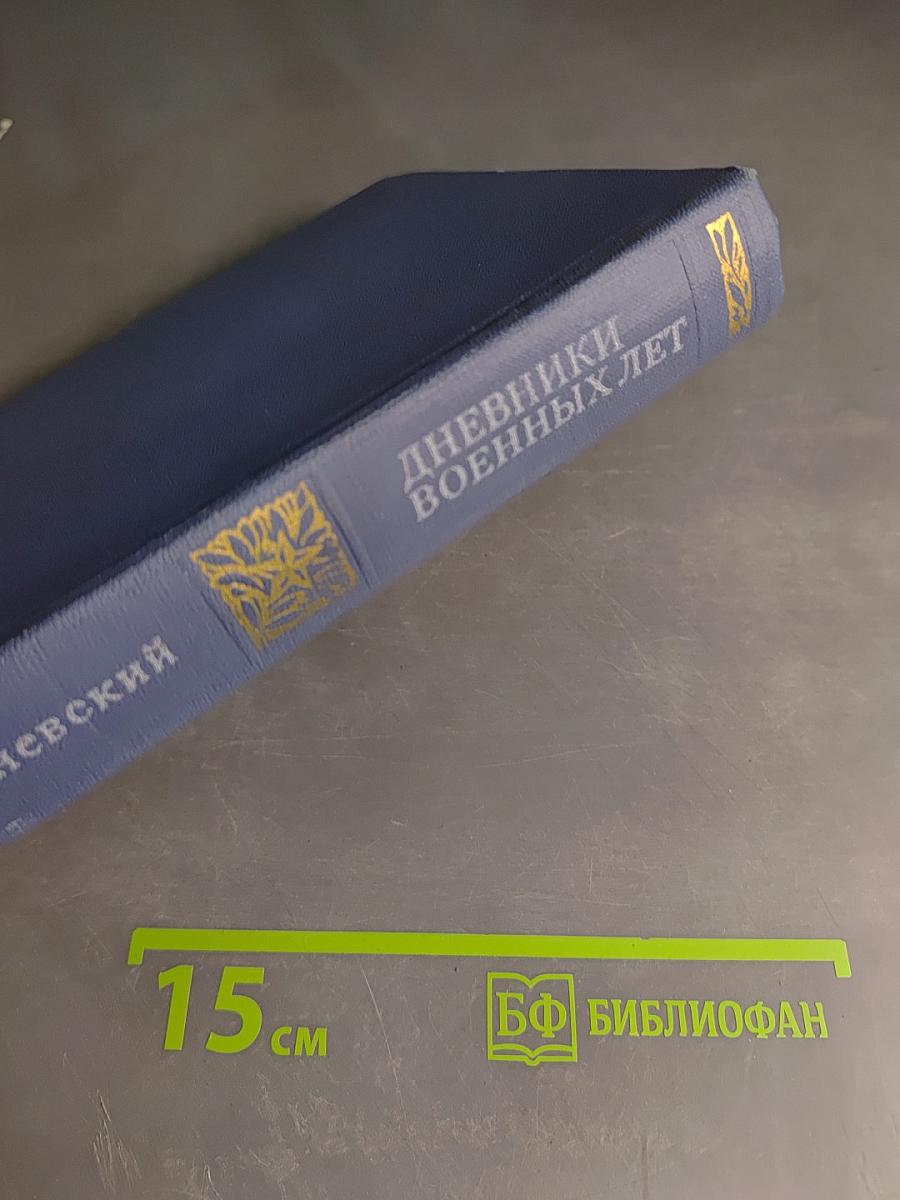 невский
ДНЕВНИКИ
ВОЕННЫХ ЛЕТ
15 см
БФ БИБЛИОФАН